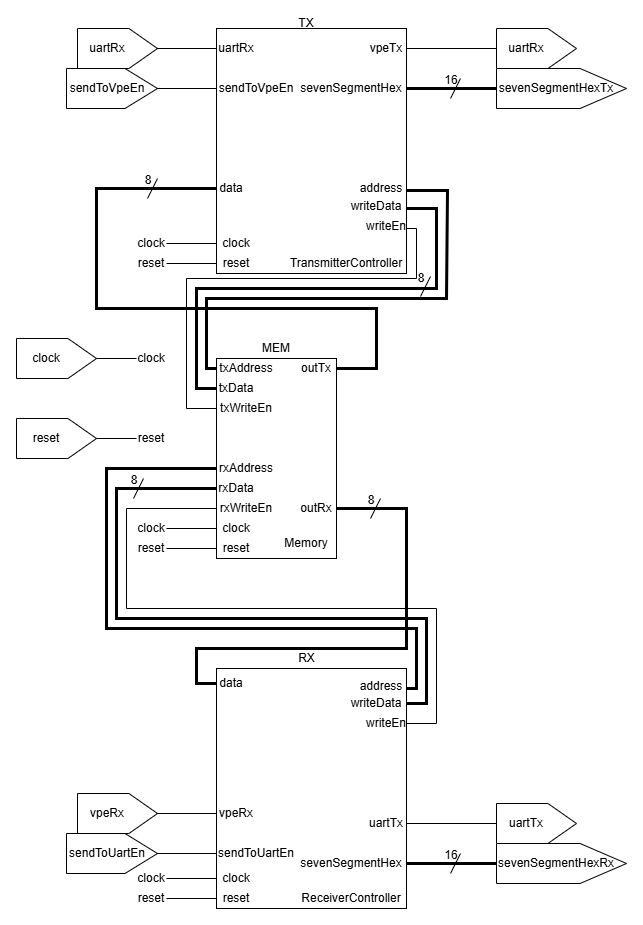 TX
uartRx
uartRx
vpeTx
uartRx
sendToVpeEn
sendToVpeEn
sevenSegmentHex
16
sevenSegmentHexTx
8
data
address
writeData
writeEn
clock
clock
reset
reset
TransmitterController
8
MEM
clock
clock
txAddress
outTx
txData
txWriteEn
reset
reset
rxAddress
8
rxData
rxWriteEn
outRx
8
clock
clock
reset
reset
Memory
RX
data
address
writeData
writeEn
vpeRx
vpeRx
uartTx
uartTx
sendToUartEn
sendToUartEn
sevenSegmentHex
16
sevenSegmentHexRx
clock
clock
reset
reset
ReceiverController